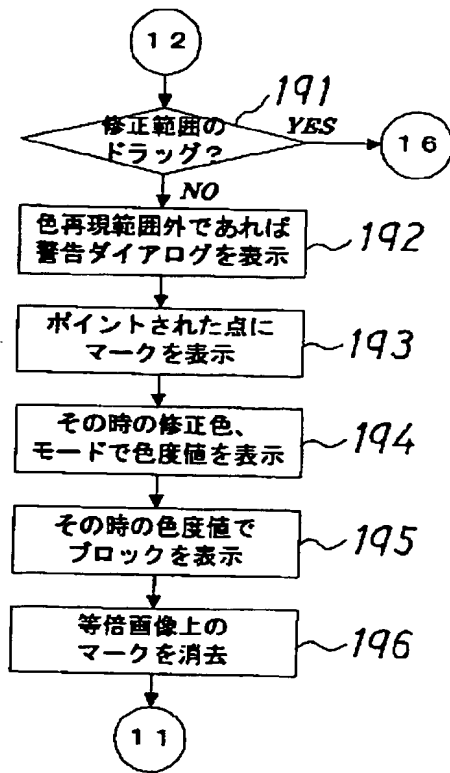 12
191
修正範囲の
ドラッグ?
YES
16
NO
色再現範囲外であれば
警告ダイアログを表示
192
ポイントされた点に
マークを表示
193
その時の修正色、
モードで色度値を表示
194
その時の色度値で
ブロックを表示
195
等倍画像上の
マークを消去
196
11